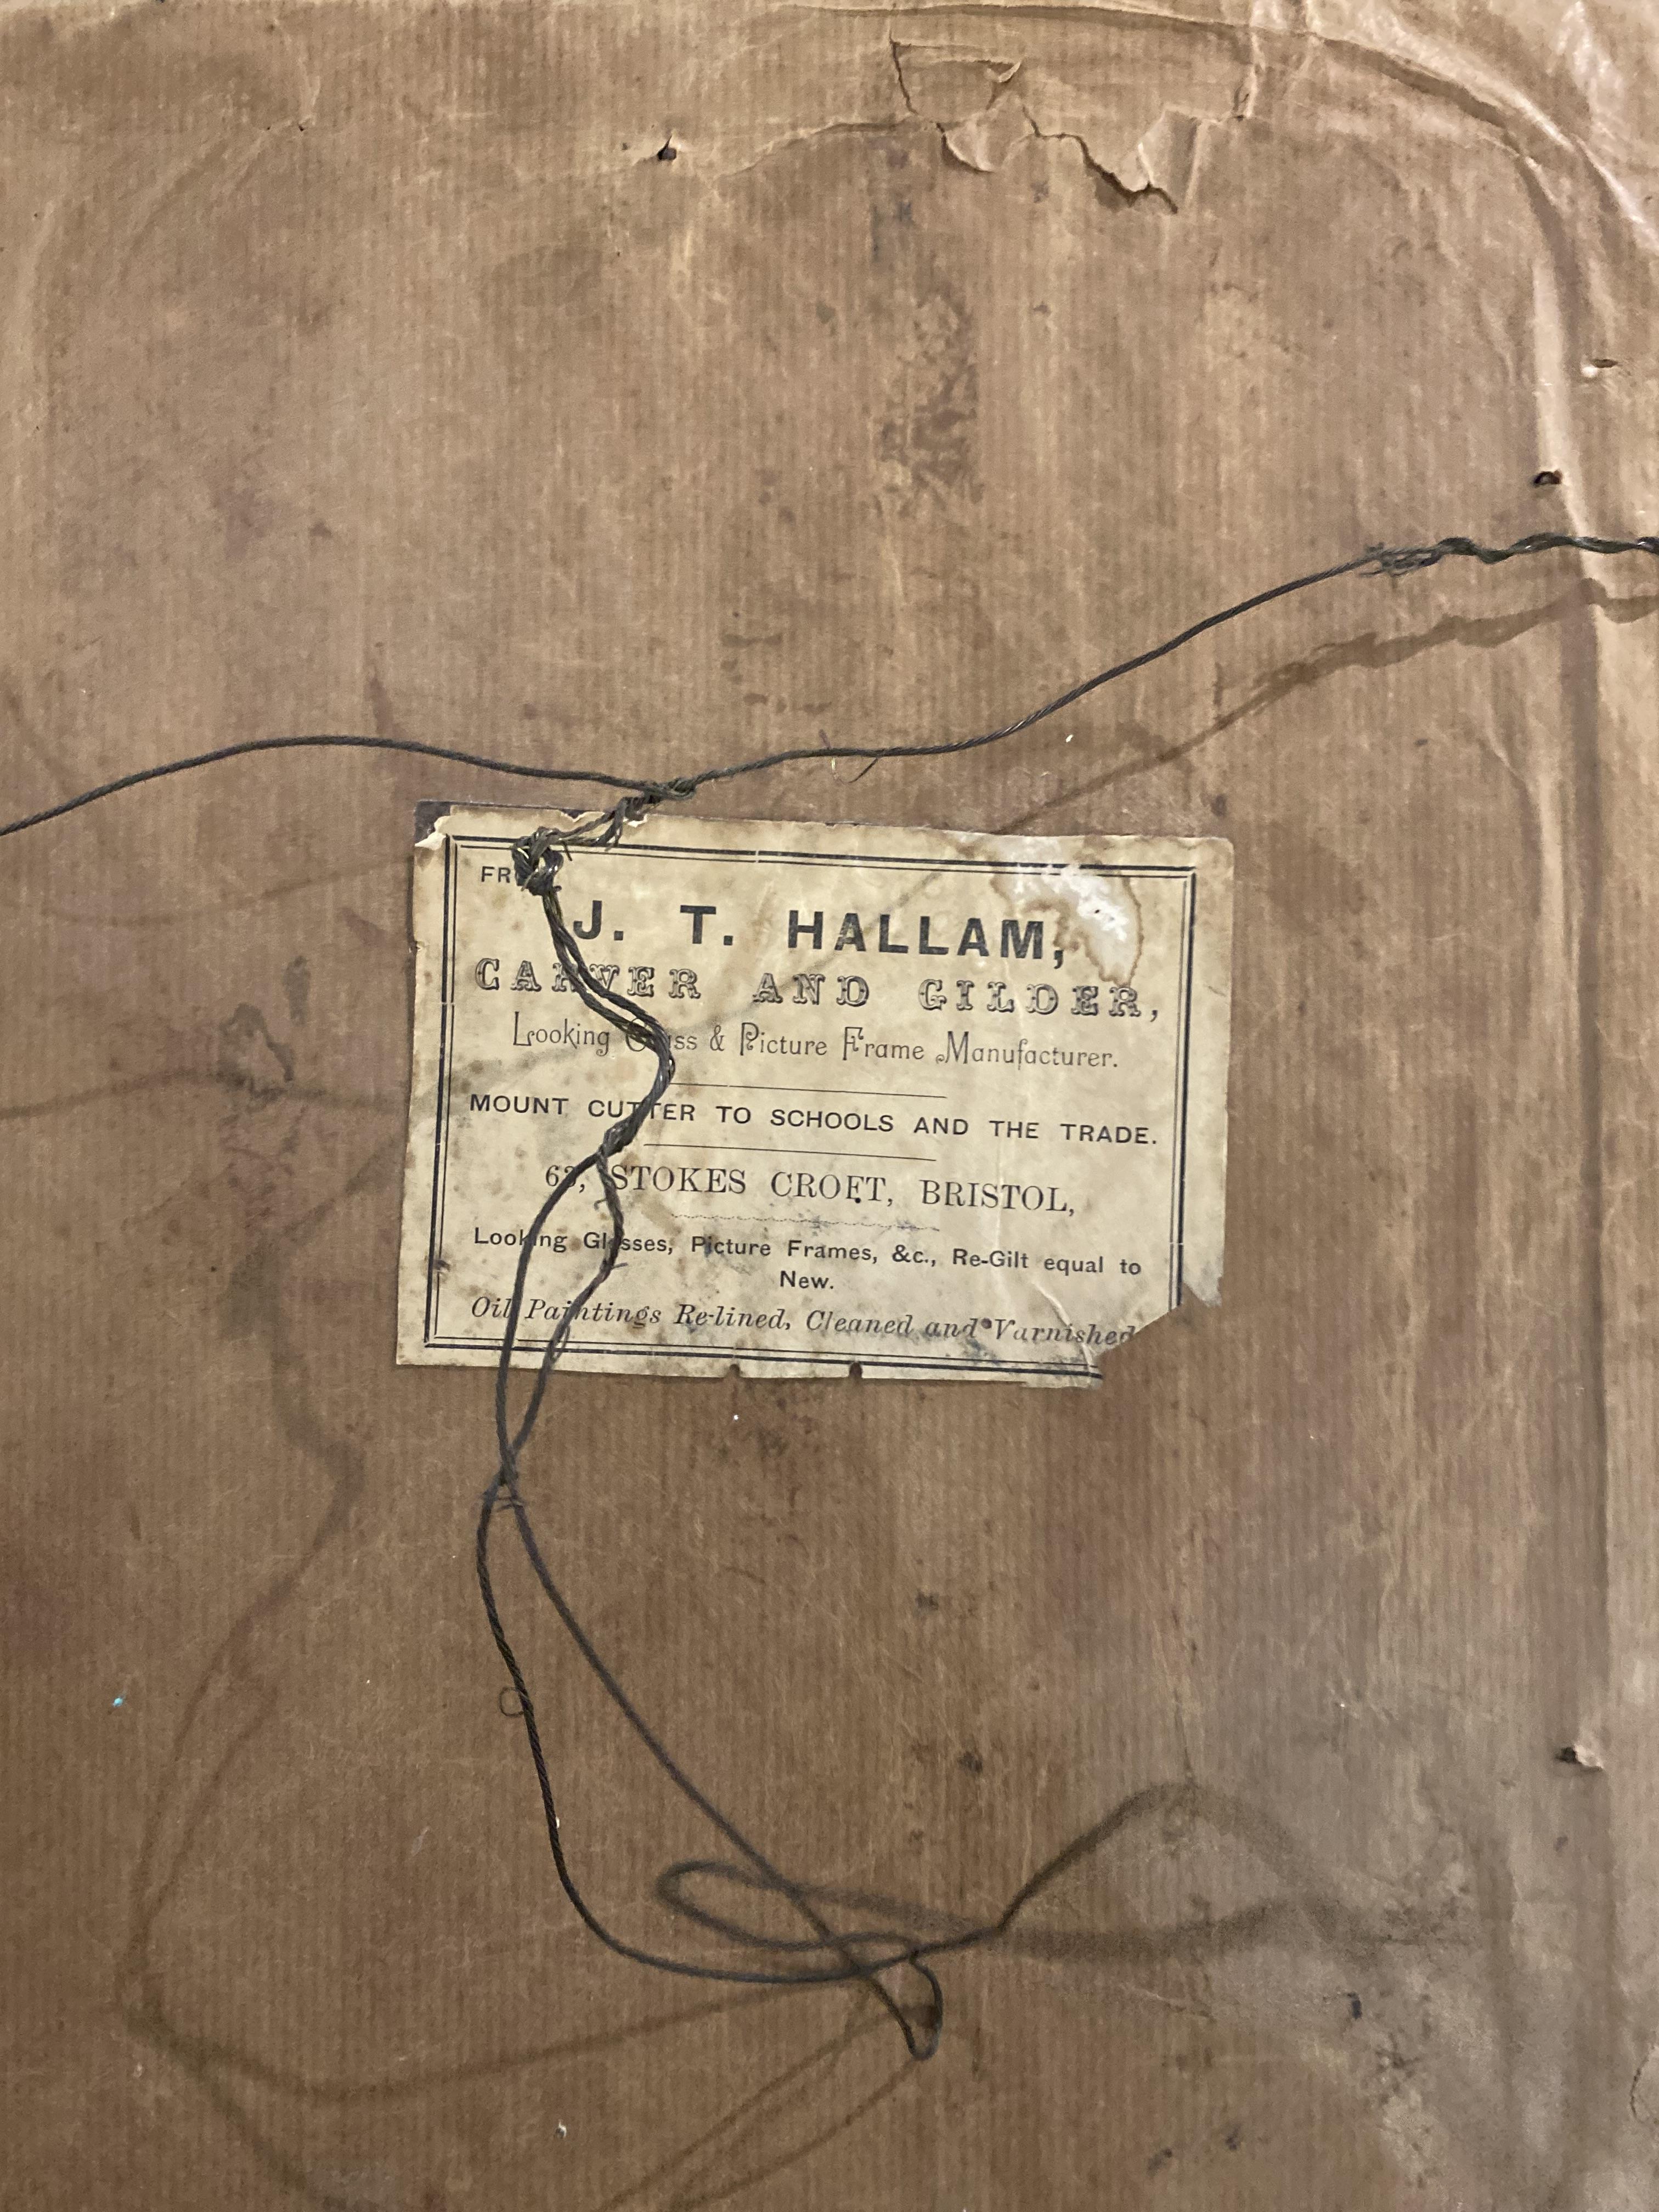 FROM
J. T. HALLAM,
CARVER AND GILDER,
Looking Glass & Picture Frame Manufacturer.
MOUNT CUTTER TO SCHOOLS AND THE TRADE.
STOKES CROFT, BRISTOL,
Looking Glasses, Picture Frames, &c., Re-Gilt equal to
New.
Oil Paintings Re-lined, Cleaned and Varnished